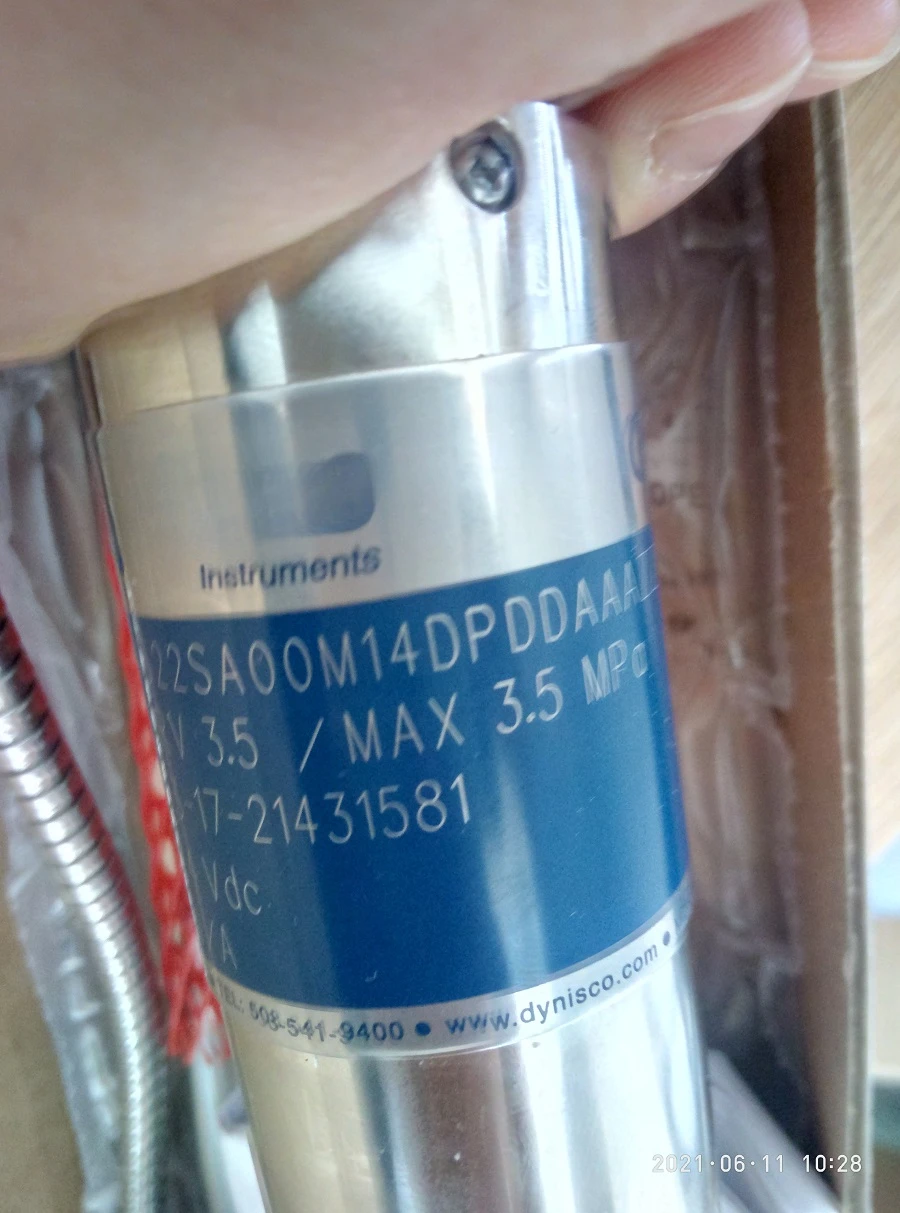 Instruments
22SA00M14DPDDAAA
V 3.5 / MAX 3.5 MPa
-17-21431581
Vdc
/A
TEL: 508-541-9400 • www.dynisco.com •
2021·06·11 10:28